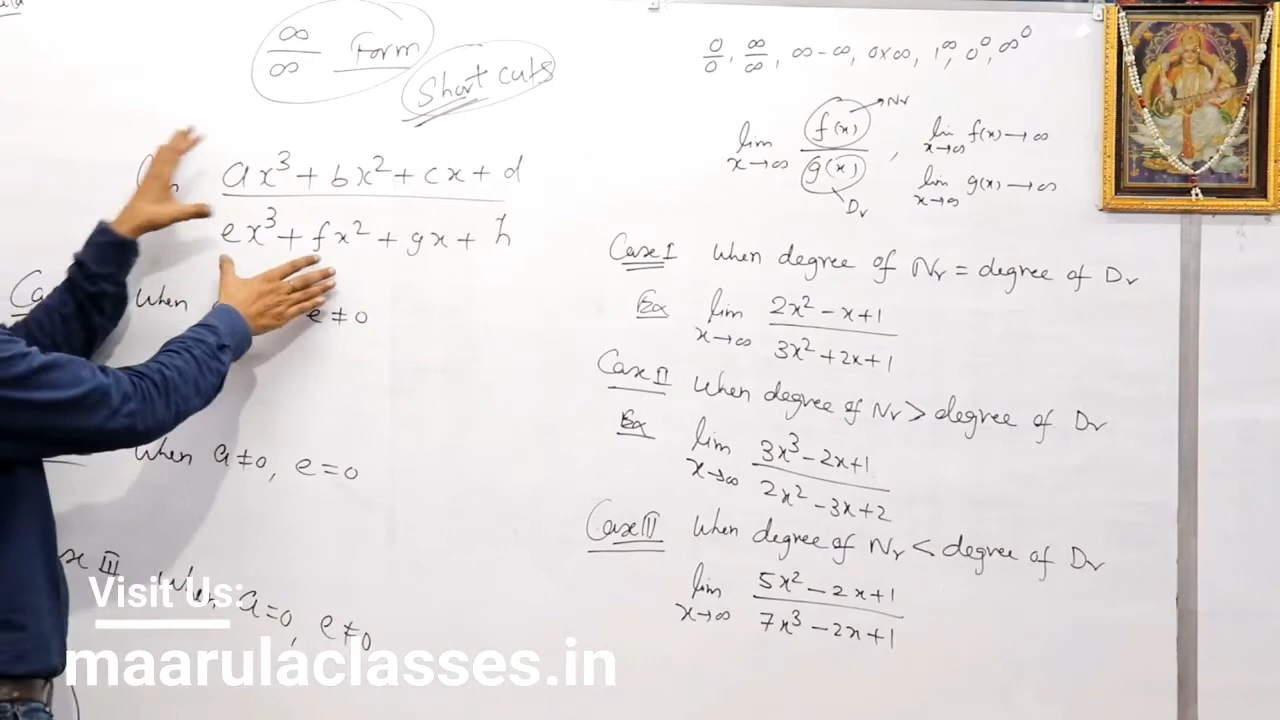 ∞/∞ Form
Short cuts
ax³ + bx² + cx + d
ex³ + fx² + gx + h
When e ≠ 0
When a ≠ 0, e = 0
When a = 0, e ≠ 0
0/0, ∞/∞, ∞ - ∞, 0×∞, 1^∞, 0⁰, ∞⁰
lim x→∞ f(x)/g(x), lim x→∞ f(x) → ∞
Nr
lim x→∞ g(x) → ∞
Dr
Case I When degree of Nr = degree of Dr
Ex lim x→∞ (2x² - x + 1)/(3x² + 2x + 1)
Case II When degree of Nr > degree of Dr
Ex lim x→∞ (3x³ - 2x + 1)/(2x² - 3x + 2)
Case III When degree of Nr < degree of Dr
lim x→∞ (5x² - 2x + 1)/(7x³ - 2x + 1)
Visit Us:
maarulaclasses.in